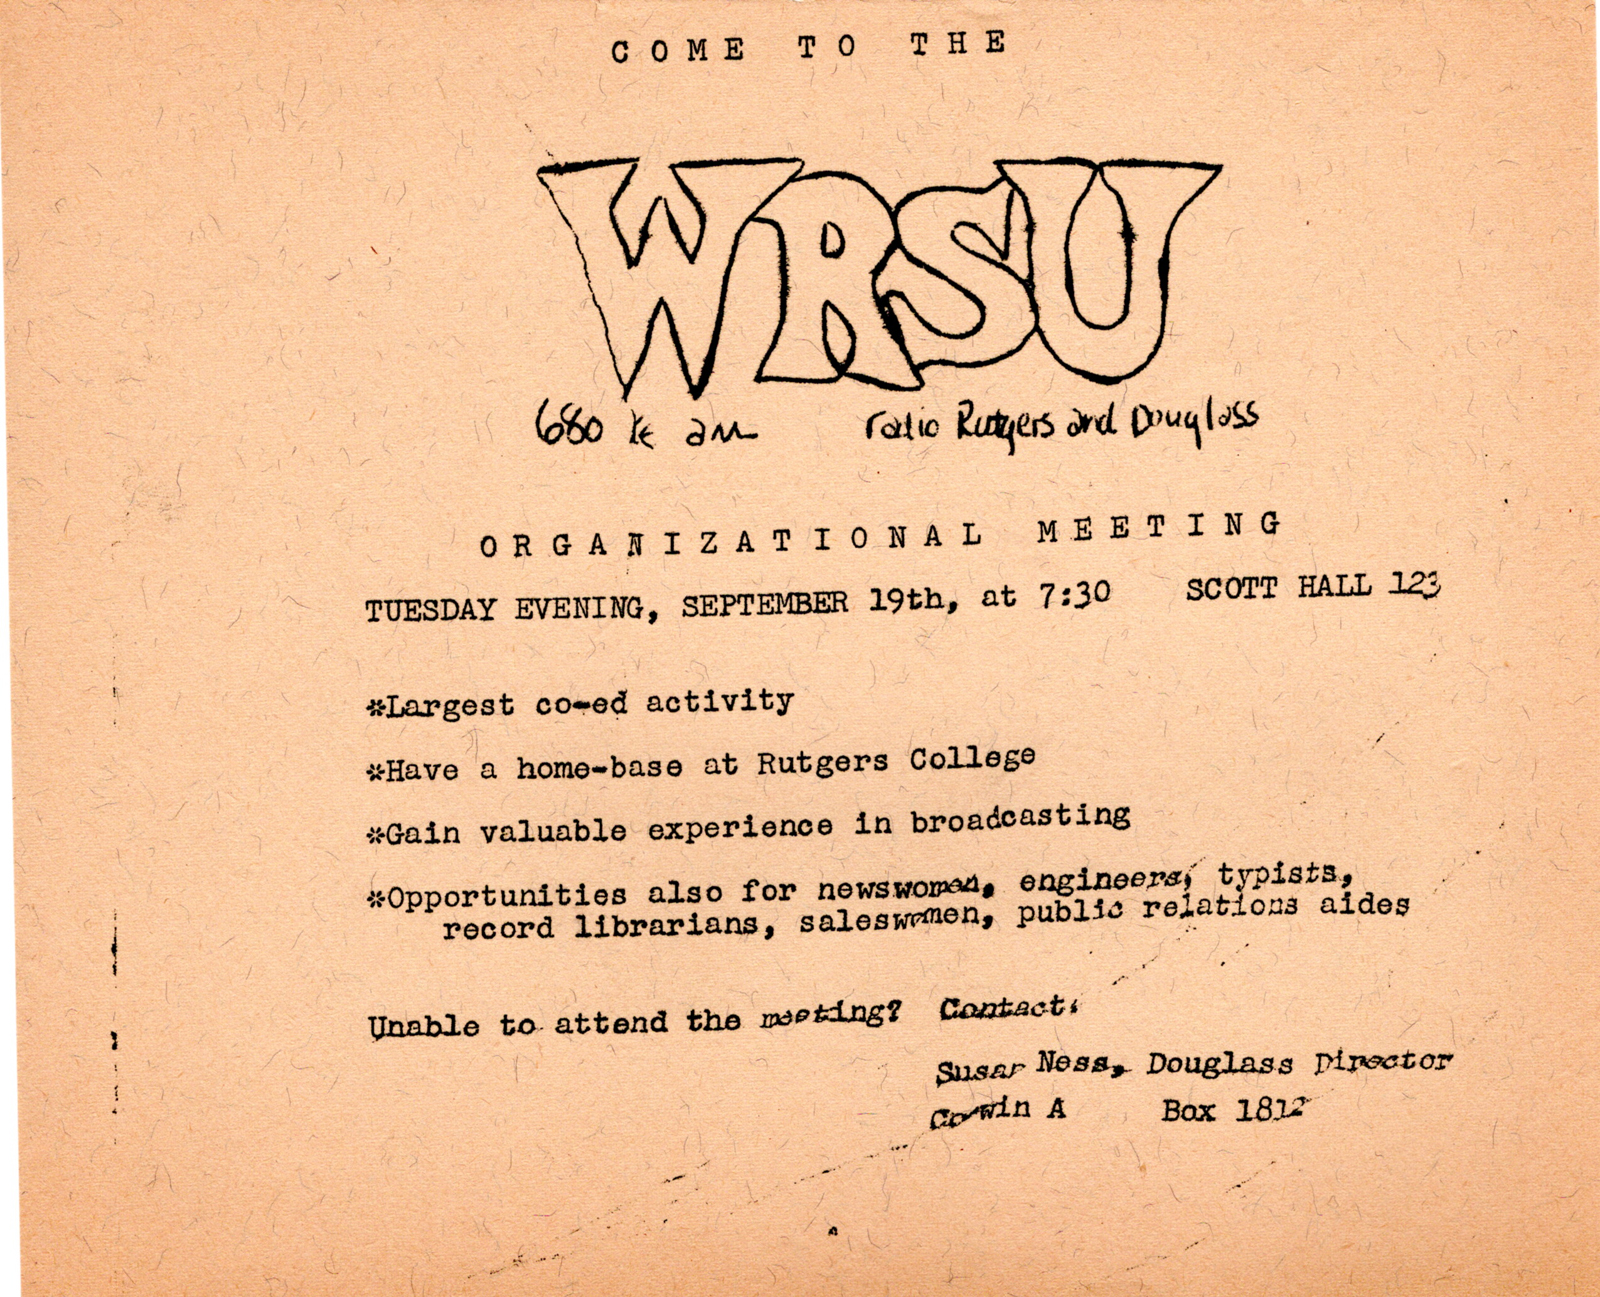 COME TO THE
WRSU
680 kc am radio Rutgers and Douglass
ORGANIZATIONAL MEETING
TUESDAY EVENING, SEPTEMBER 19th, at 7:30 SCOTT HALL 123
*Largest co-ed activity
*Have a home-base at Rutgers College
*Gain valuable experience in broadcasting
*Opportunities also for newswomen, engineers, typists,
record librarians, saleswomen, public relations aides
Unable to attend the meeting? Contact:
Susan Ness, Douglass Director
Corwin A Box 1812